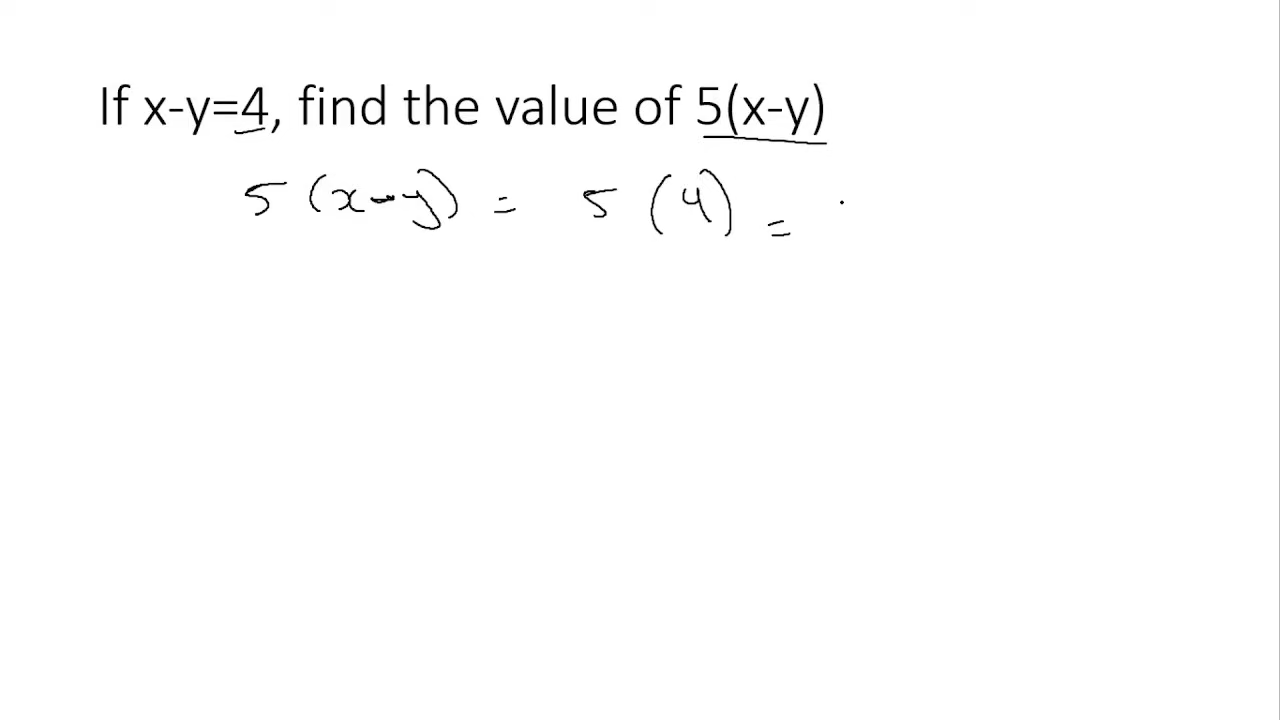 If x-y=4, find the value of 5(x-y)
5 (x-y) = 5 (4) =